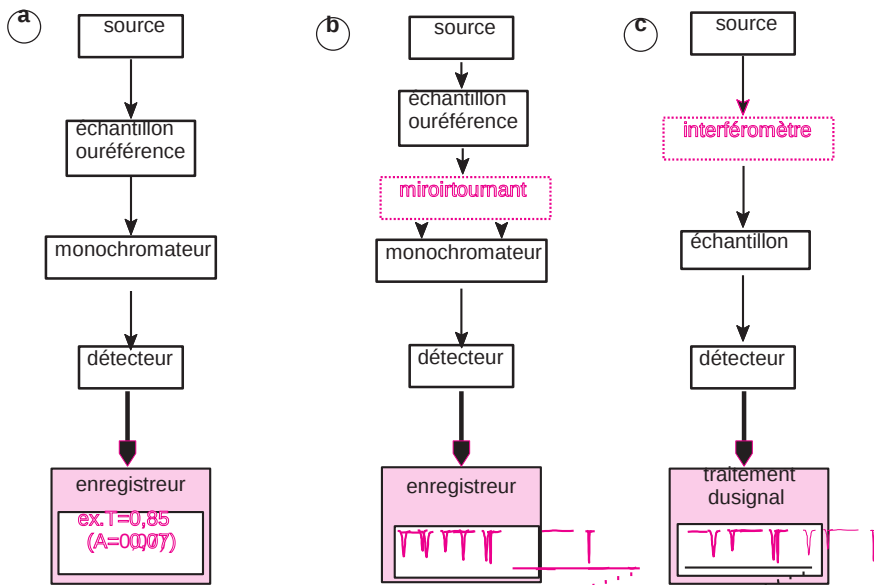 a
source
échantillon
ouréférence
monochromateur
détecteur
enregistreur
ex.T=0,85
b
source
échantillon
ouréférence
miroirtournant
monochromateur
détecteur
enregistreur
c
source
interféromètre
échantillon
détecteur
traitement
dusignal